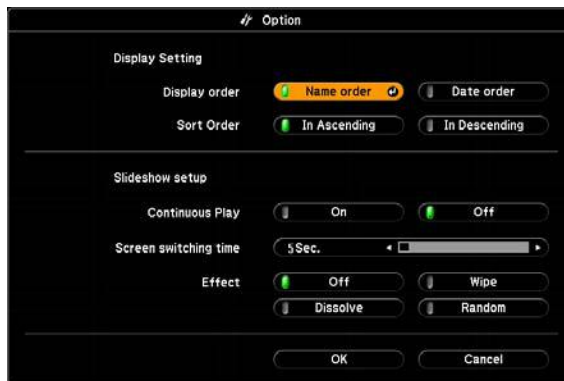 Option
Display Setting
Display order Name order Date order
Sort Order In Ascending In Descending
Slideshow setup
Continuous Play On Off
Screen switching time 5Sec.
Effect Off Wipe
Dissolve Random
OK Cancel